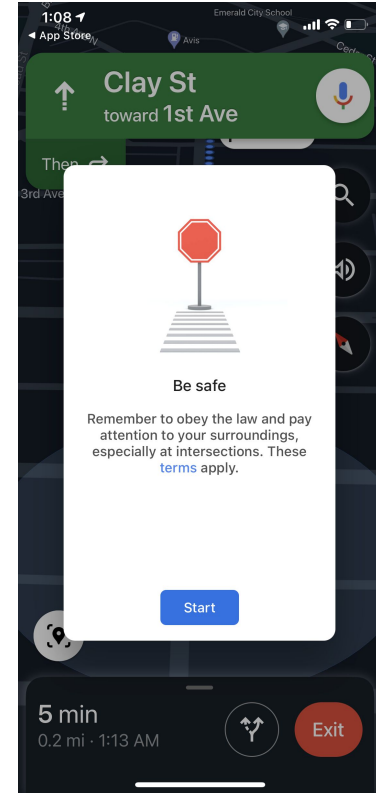 1:08
App Store
Emerald City School
4th Ave N
Avis
Clay St
toward 1st Ave
Then
3rd Ave
Be safe
Remember to obey the law and pay
attention to your surroundings,
especially at intersections. These
terms apply.
Start
5 min
0.2 mi · 1:13 AM
Exit